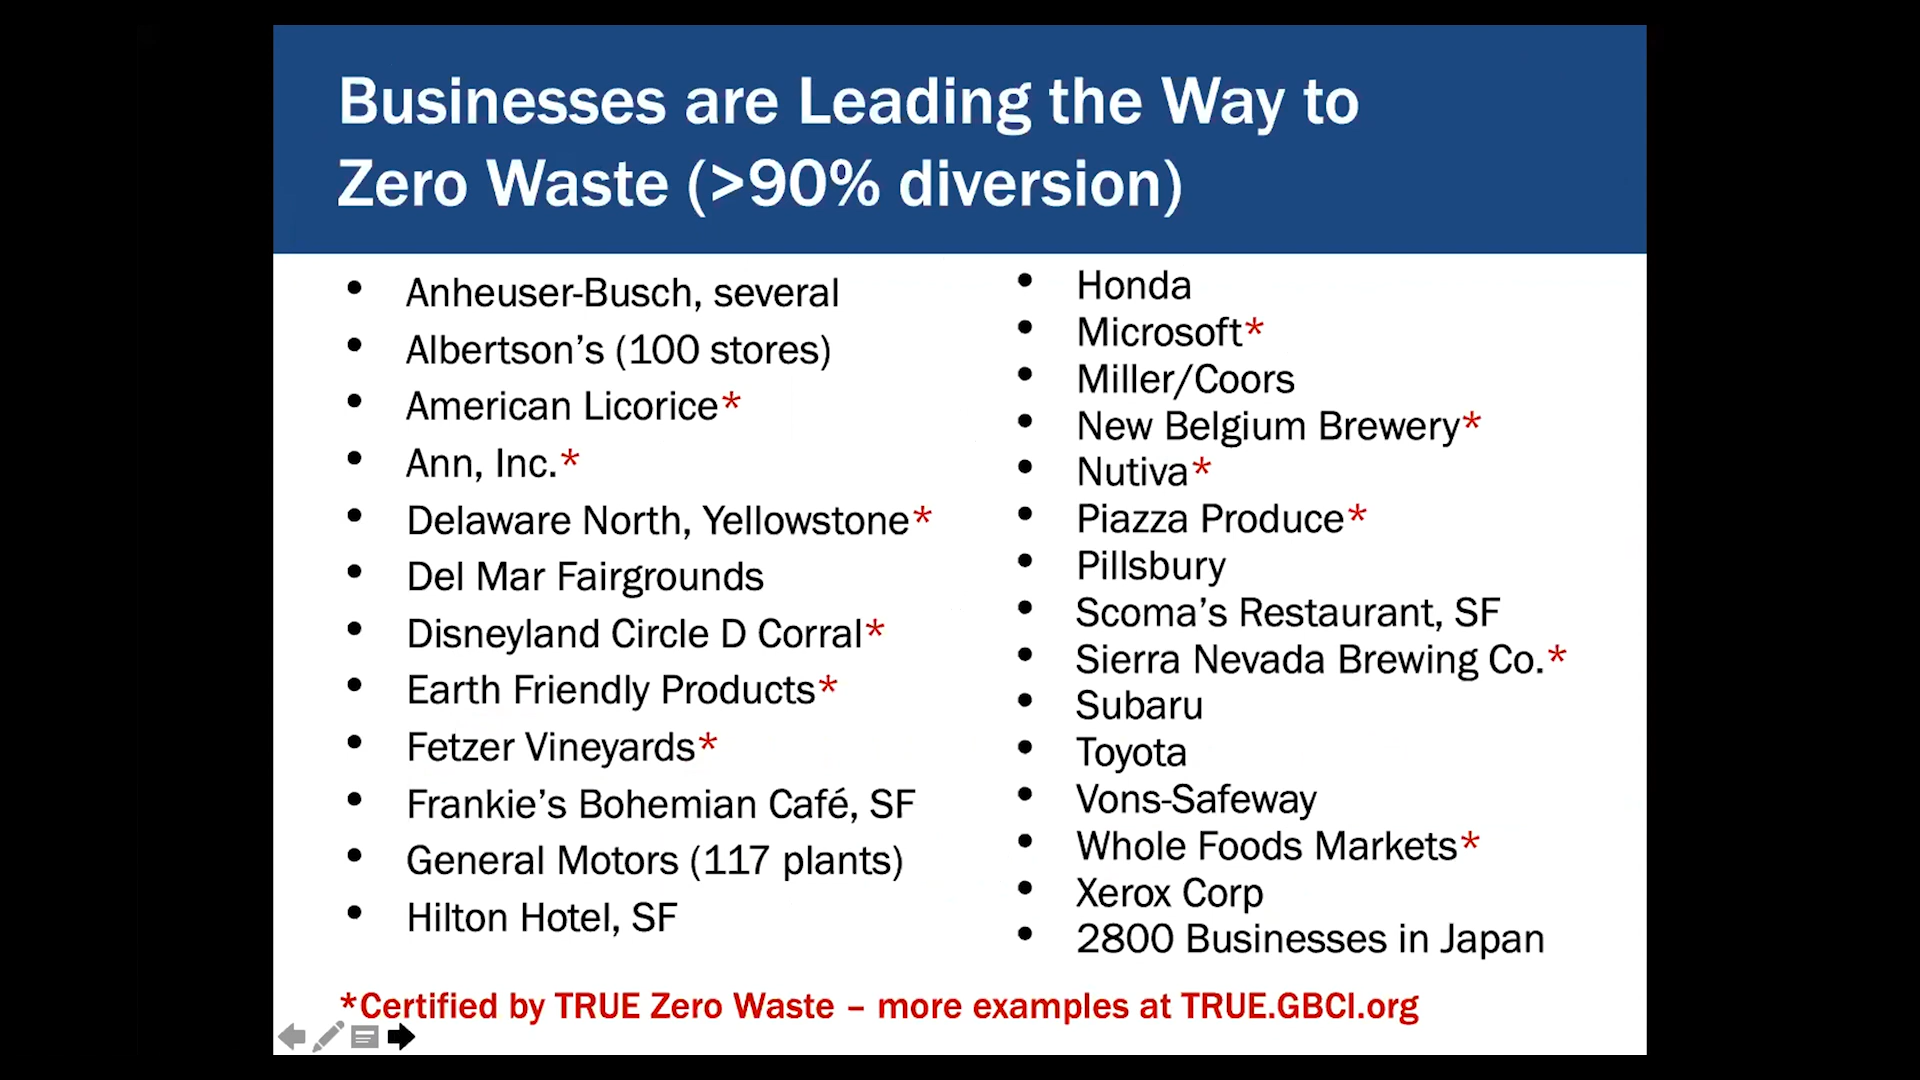 Businesses are Leading the Way to
Zero Waste (>90% diversion)
• Anheuser-Busch, several
• Albertson’s (100 stores)
• American Licorice*
• Ann, Inc.*
• Delaware North, Yellowstone*
• Del Mar Fairgrounds
• Disneyland Circle D Corral*
• Earth Friendly Products*
• Fetzer Vineyards*
• Frankie’s Bohemian Café, SF
• General Motors (117 plants)
• Hilton Hotel, SF
• Honda
• Microsoft*
• Miller/Coors
• New Belgium Brewery*
• Nutiva*
• Piazza Produce*
• Pillsbury
• Scoma’s Restaurant, SF
• Sierra Nevada Brewing Co.*
• Subaru
• Toyota
• Vons-Safeway
• Whole Foods Markets*
• Xerox Corp
• 2800 Businesses in Japan
*Certified by TRUE Zero Waste – more examples at TRUE.GBCI.org